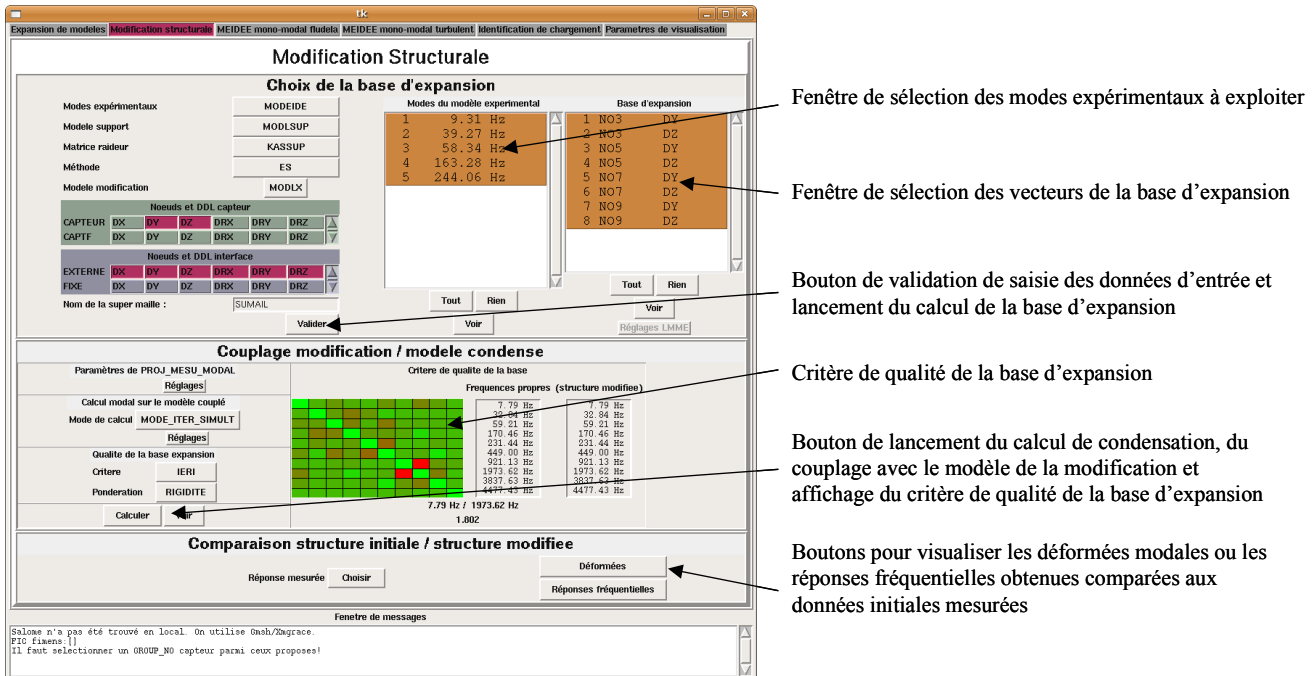 tk
Expansion de modeles Modification structurale MEIDEE mono-modal fludela MEIDEE mono-modal turbulent Identification de chargement Parametres de visualisation
Modification Structurale
Choix de la base d'expansion
Modes expérimentaux MODEIDE
Modele support MODLSUP
Matrice raideur KASSUP
Méthode ES
Modele modification MODLX
Noeuds et DDL capteur
CAPTEUR DX DY DZ DRX DRY DRZ
CAPTF DX DY DZ DRX DRY DRZ
Noeuds et DDL interface
EXTERNE DX DY DZ DRX DRY DRZ
FIXE DX DY DZ DRX DRY DRZ
Nom de la super maille : SUMAIL
Valider
Modes du modèle experimental
1 9.31 Hz
2 39.27 Hz
3 58.34 Hz
4 163.28 Hz
5 244.06 Hz
Tout Rien
Voir
Base d'expansion
1 NO3 DY
2 NO3 DZ
3 NO5 DY
4 NO5 DZ
5 NO7 DY
6 NO7 DZ
7 NO9 DY
8 NO9 DZ
Tout Rien
Voir
Réglages LMME
Couplage modification / modele condense
Paramètres de PROJ_MESU_MODAL
Réglages
Calcul modal sur le modèle couplé
Mode de calcul MODE_ITER_SIMULT
Réglages
Qualite de la base expansion
Critere IERI
Ponderation RIGIDITE
Calculer
Critere de qualite de la base
Frequences propres (structure modifiee)
7.79 Hz 7.79 Hz
32.84 Hz 32.84 Hz
59.21 Hz 59.21 Hz
170.46 Hz 170.46 Hz
231.44 Hz 231.44 Hz
449.00 Hz 449.00 Hz
921.13 Hz 921.13 Hz
1973.62 Hz 1973.62 Hz
3837.63 Hz 3837.63 Hz
4477.43 Hz 4477.43 Hz
7.79 Hz / 1973.62 Hz
1.802
Comparaison structure initiale / structure modifiee
Réponse mesurée Choisir
Déformées
Réponses fréquentielles
Fenetre de messages
Salome n'a pas été trouvé en local. On utilise Gmsh/Xmgrace.
FIC fimens:[]
Il faut selectionner un GROUP_NO capteur parmi ceux proposes!
Fenêtre de sélection des modes expérimentaux à exploiter
Fenêtre de sélection des vecteurs de la base d'expansion
Bouton de validation de saisie des données d'entrée et
lancement du calcul de la base d'expansion
Critère de qualité de la base d'expansion
Bouton de lancement du calcul de condensation, du
couplage avec le modèle de la modification et
affichage du critère de qualité de la base d'expansion
Boutons pour visualiser les déformées modales ou les
réponses fréquentielles obtenues comparées aux
données initiales mesurées